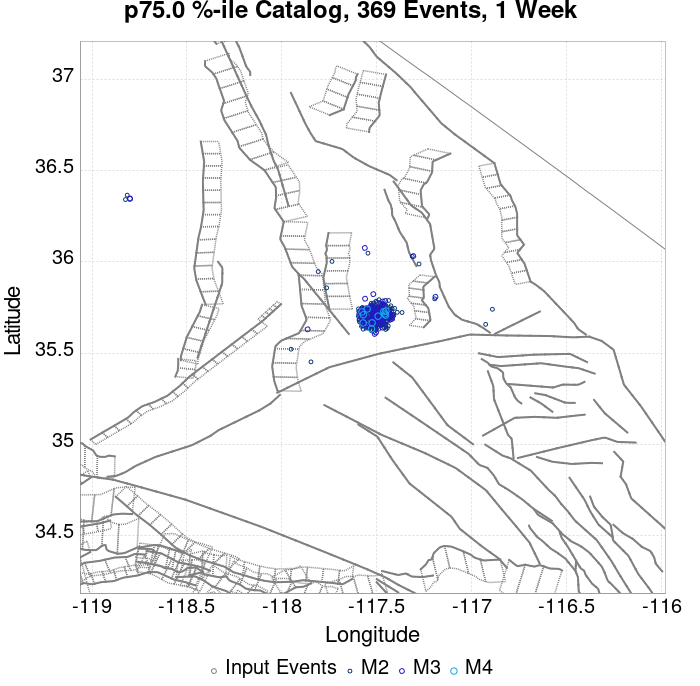 p75.0 %-ile Catalog, 369 Events, 1 Week
37
36.5
36
35.5
35
34.5
Latitude
-119
-118.5
-118
-117.5
-117
-116.5
-116
Longitude
Input Events
M2
M3
M4